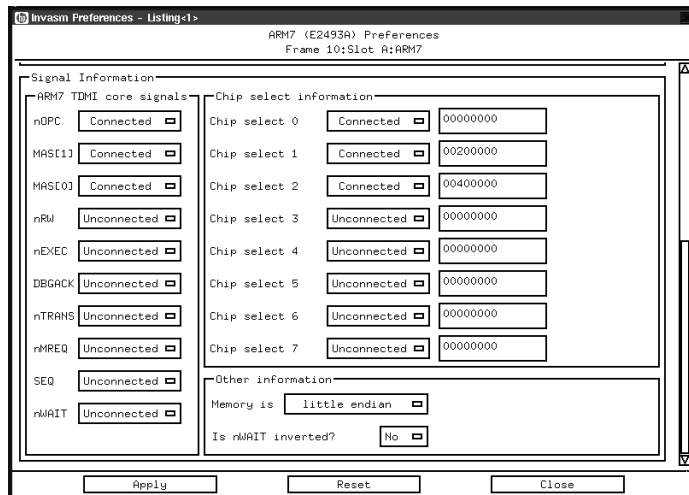 Invasm Preferences - Listing<1>
ARM7 (E2493A) Preferences
Frame 10:Slot A:ARM7
Signal Information
ARM7 TDMI core signals
nOPC Connected
MAS[1] Connected
MAS[0] Connected
nRW Unconnected
nEXEC Unconnected
DBGACK Unconnected
nTRANS Unconnected
nMREQ Unconnected
SEQ Unconnected
nWAIT Unconnected
Chip select information
Chip select 0 Connected 00000000
Chip select 1 Connected 00200000
Chip select 2 Connected 00400000
Chip select 3 Unconnected 00000000
Chip select 4 Unconnected 00000000
Chip select 5 Unconnected 00000000
Chip select 6 Unconnected 00000000
Chip select 7 Unconnected 00000000
Other information
Memory is little endian
Is nWAIT inverted? No
Apply Reset Close